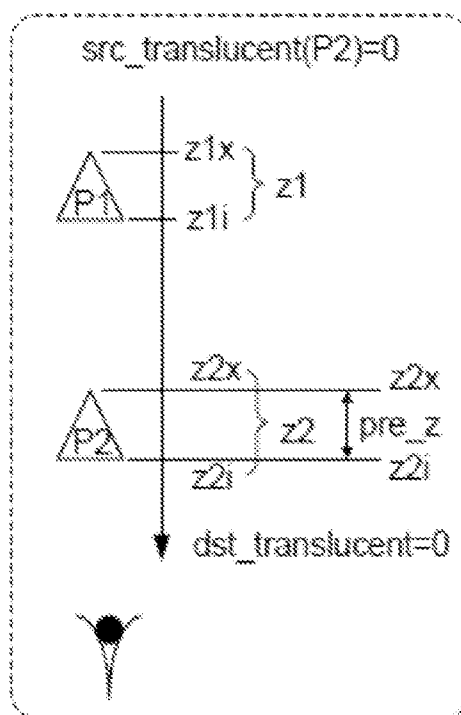 src_translucent(P2)=0
z1x
P1
z1
z1i
z2x
z2x
P2
z2
pre_z
z2i
z2i
dst_translucent=0